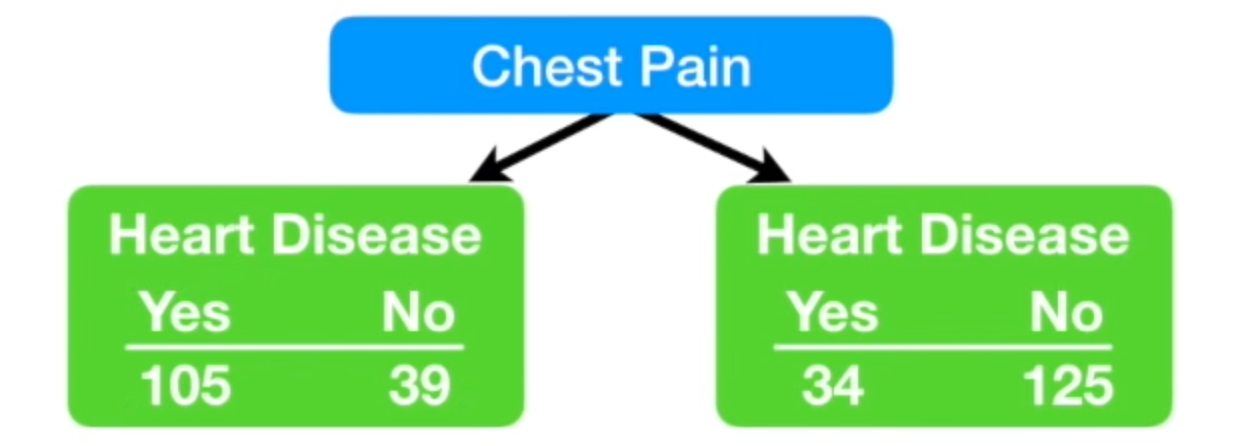 Chest Pain
Heart Disease
Yes No
105 39
Heart Disease
Yes No
34 125